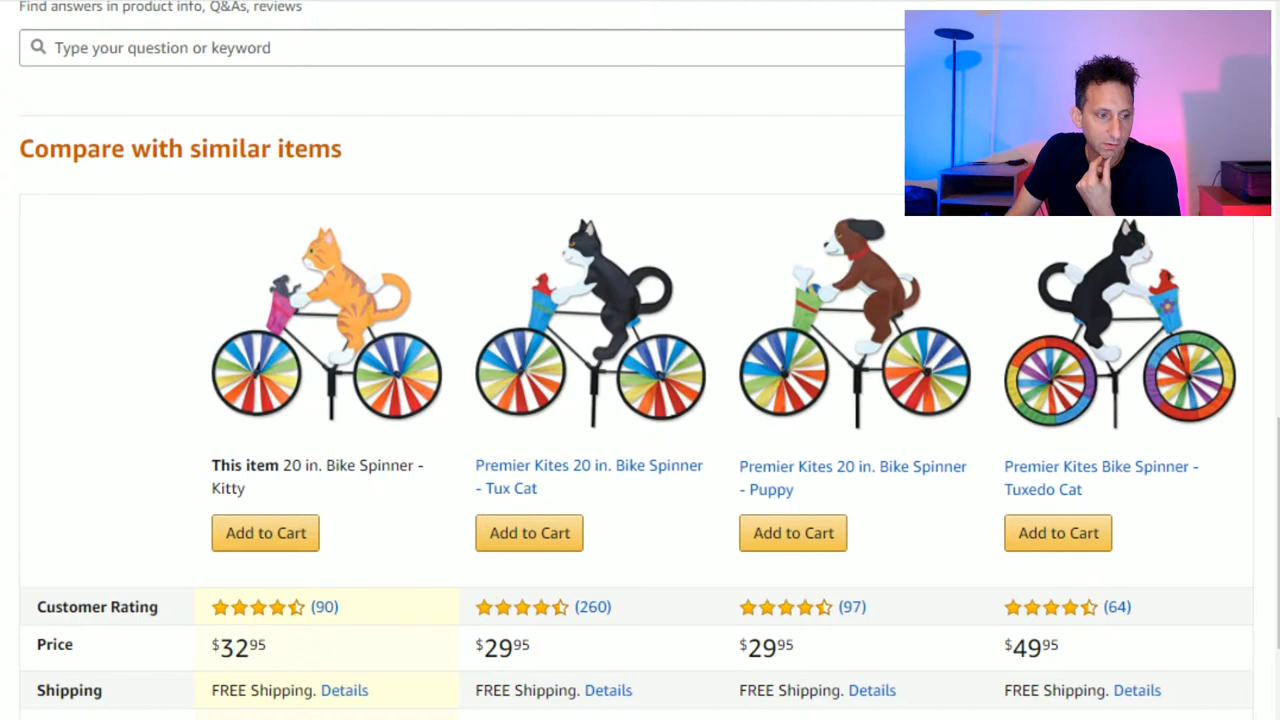 Find answers in product info, Q&As, reviews
Type your question or keyword
Compare with similar items
This item 20 in. Bike Spinner -
Kitty
Premier Kites 20 in. Bike Spinner
- Tux Cat
Premier Kites 20 in. Bike Spinner
- Puppy
Premier Kites Bike Spinner -
Tuxedo Cat
Add to Cart Add to Cart Add to Cart Add to Cart
Customer Rating (90) (260) (97) (64)
Price $32 95 $29 95 $29 95 $49 95
Shipping FREE Shipping. Details FREE Shipping. Details FREE Shipping. Details FREE Shipping. Details